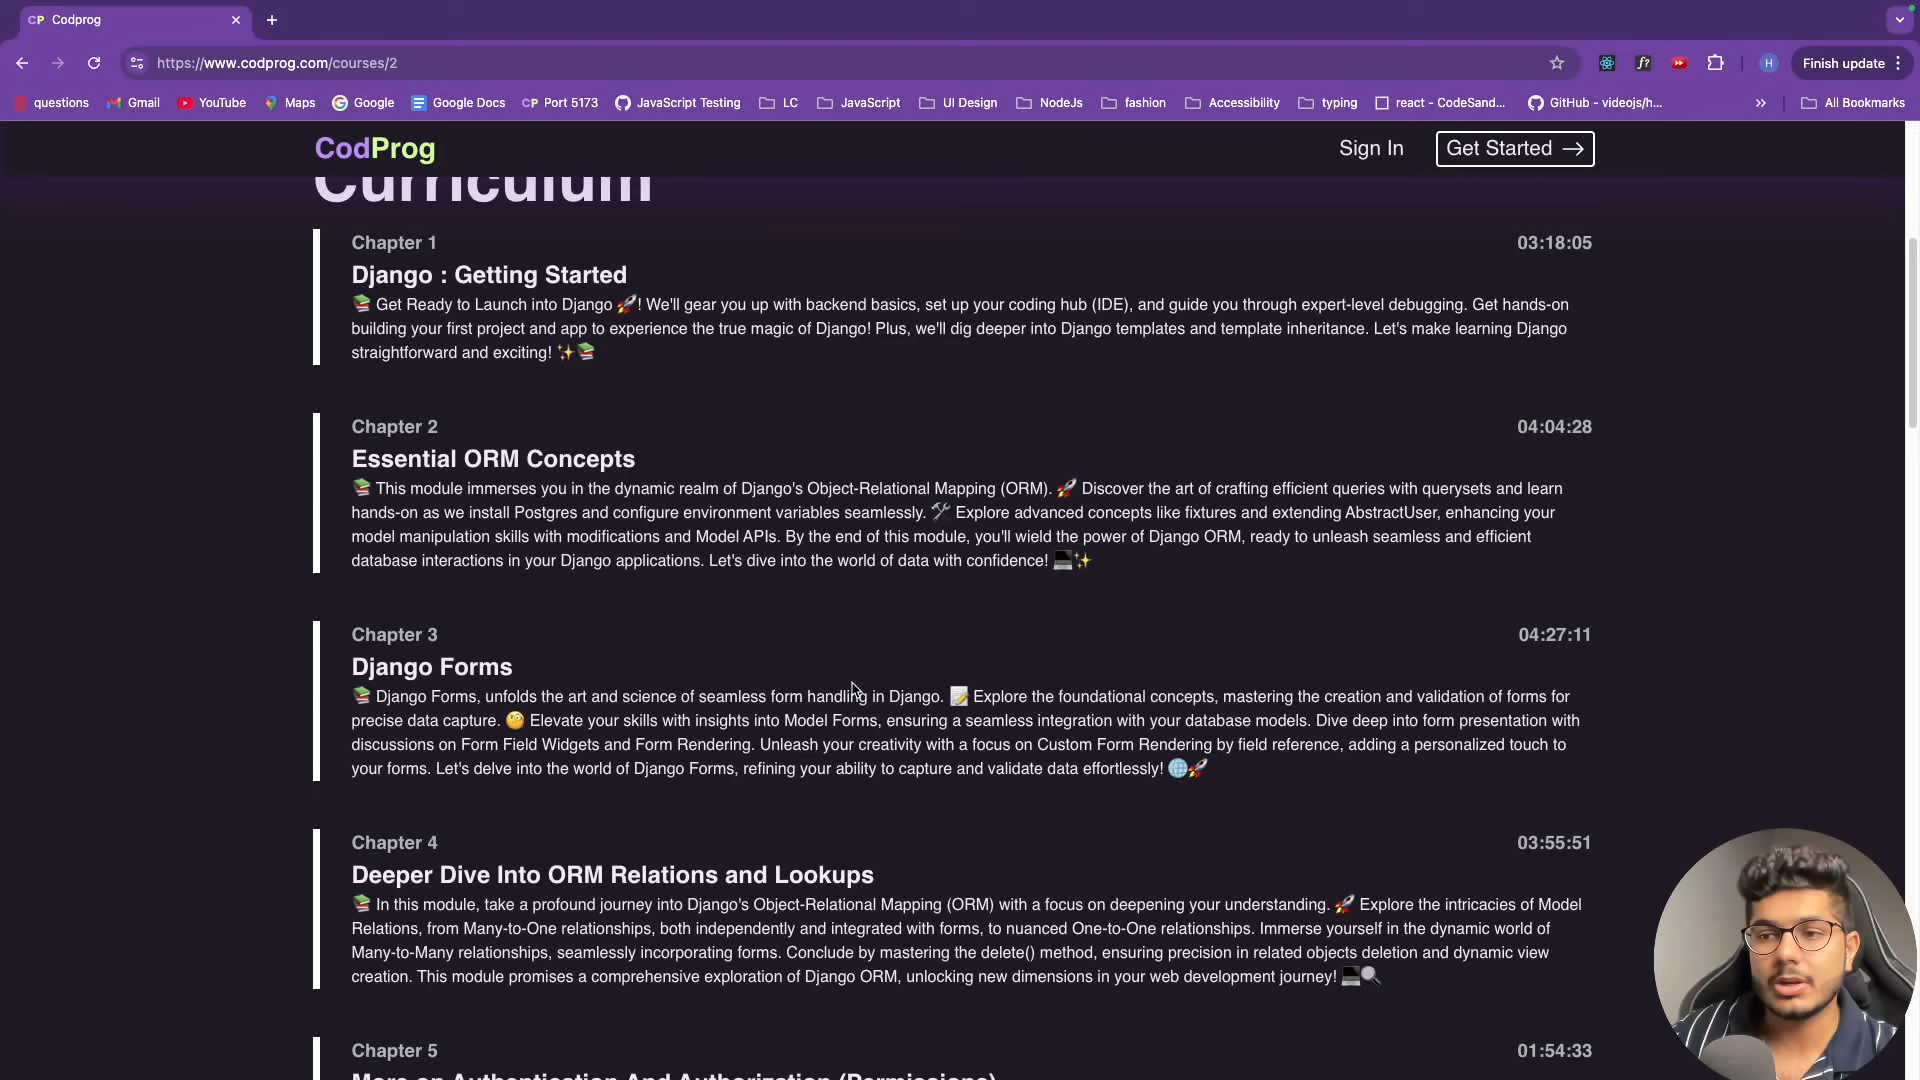 CP Codprog
https://www.codprog.com/courses/2
Finish update
questions Gmail YouTube Maps Google Google Docs CP Port 5173 JavaScript Testing LC JavaScript UI Design NodeJs fashion Accessibility typing react - CodeSand... GitHub - videojs/h... All Bookmarks
CodProg Sign In Get Started →
Curriculum
Chapter 1 03:18:05
Django : Getting Started
📚 Get Ready to Launch into Django 🚀! We'll gear you up with backend basics, set up your coding hub (IDE), and guide you through expert-level debugging. Get hands-on
building your first project and app to experience the true magic of Django! Plus, we'll dig deeper into Django templates and template inheritance. Let's make learning Django
straightforward and exciting! ✨📚
Chapter 2 04:04:28
Essential ORM Concepts
📚 This module immerses you in the dynamic realm of Django's Object-Relational Mapping (ORM). 🚀 Discover the art of crafting efficient queries with querysets and learn
hands-on as we install Postgres and configure environment variables seamlessly. 🛠️ Explore advanced concepts like fixtures and extending AbstractUser, enhancing your
model manipulation skills with modifications and Model APIs. By the end of this module, you'll wield the power of Django ORM, ready to unleash seamless and efficient
database interactions in your Django applications. Let's dive into the world of data with confidence! 💻✨
Chapter 3 04:27:11
Django Forms
📚 Django Forms, unfolds the art and science of seamless form handling in Django. 📝 Explore the foundational concepts, mastering the creation and validation of forms for
precise data capture. 🧐 Elevate your skills with insights into Model Forms, ensuring a seamless integration with your database models. Dive deep into form presentation with
discussions on Form Field Widgets and Form Rendering. Unleash your creativity with a focus on Custom Form Rendering by field reference, adding a personalized touch to
your forms. Let's delve into the world of Django Forms, refining your ability to capture and validate data effortlessly! 🌐🚀
Chapter 4 03:55:51
Deeper Dive Into ORM Relations and Lookups
📚 In this module, take a profound journey into Django's Object-Relational Mapping (ORM) with a focus on deepening your understanding. 🚀 Explore the intricacies of Model
Relations, from Many-to-One relationships, both independently and integrated with forms, to nuanced One-to-One relationships. Immerse yourself in the dynamic world of
Many-to-Many relationships, seamlessly incorporating forms. Conclude by mastering the delete() method, ensuring precision in related objects deletion and dynamic view
creation. This module promises a comprehensive exploration of Django ORM, unlocking new dimensions in your web development journey! 💻🔍
Chapter 5 01:54:33
More on Authentication And Authorization (Permissions)